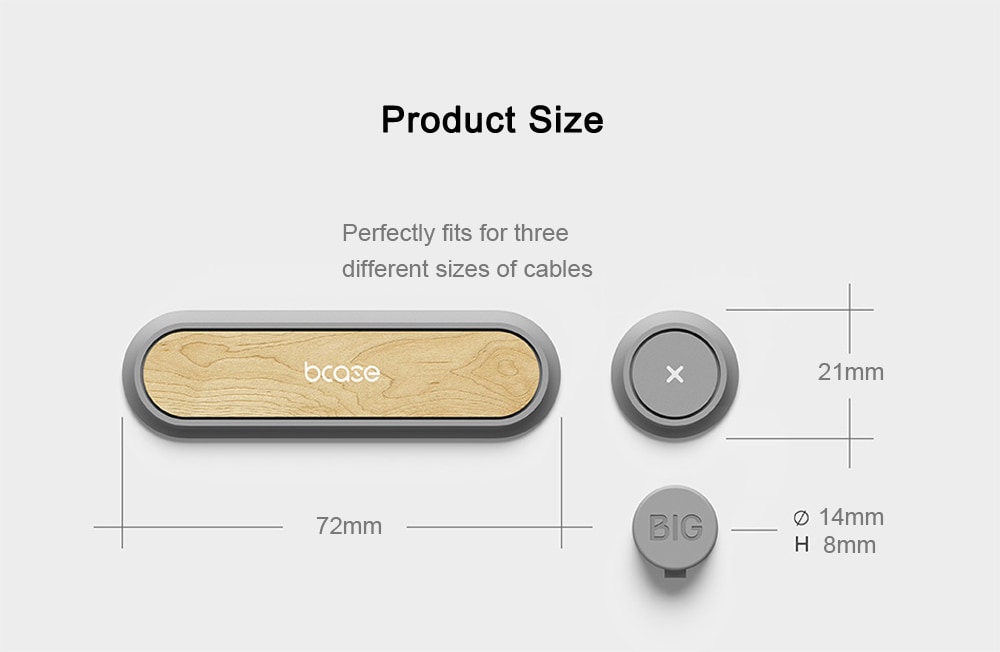 Product Size
Perfectly fits for three
different sizes of cables
bcase
×
21mm
72mm
BIG
Ø 14mm
H 8mm